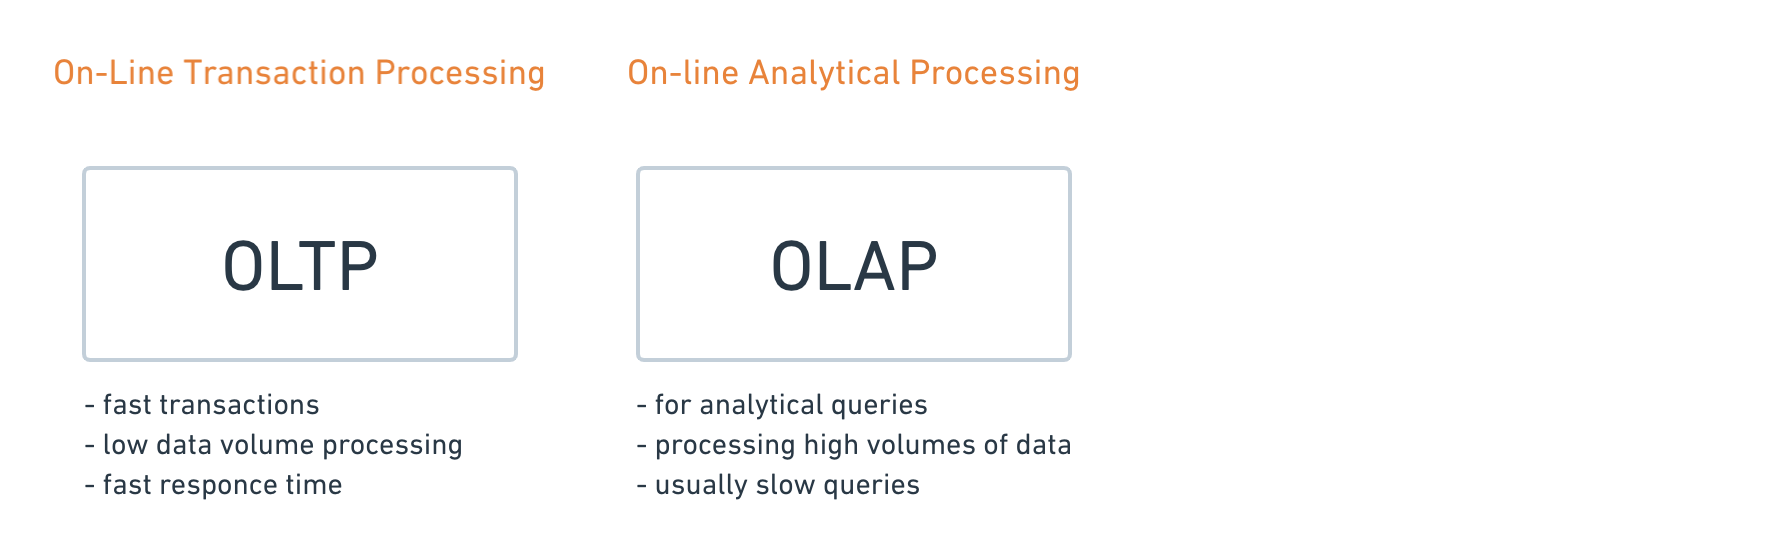 On-Line Transaction Processing
OLTP
- fast transactions
- low data volume processing
- fast responce time
On-line Analytical Processing
OLAP
- for analytical queries
- processing high volumes of data
- usually slow queries